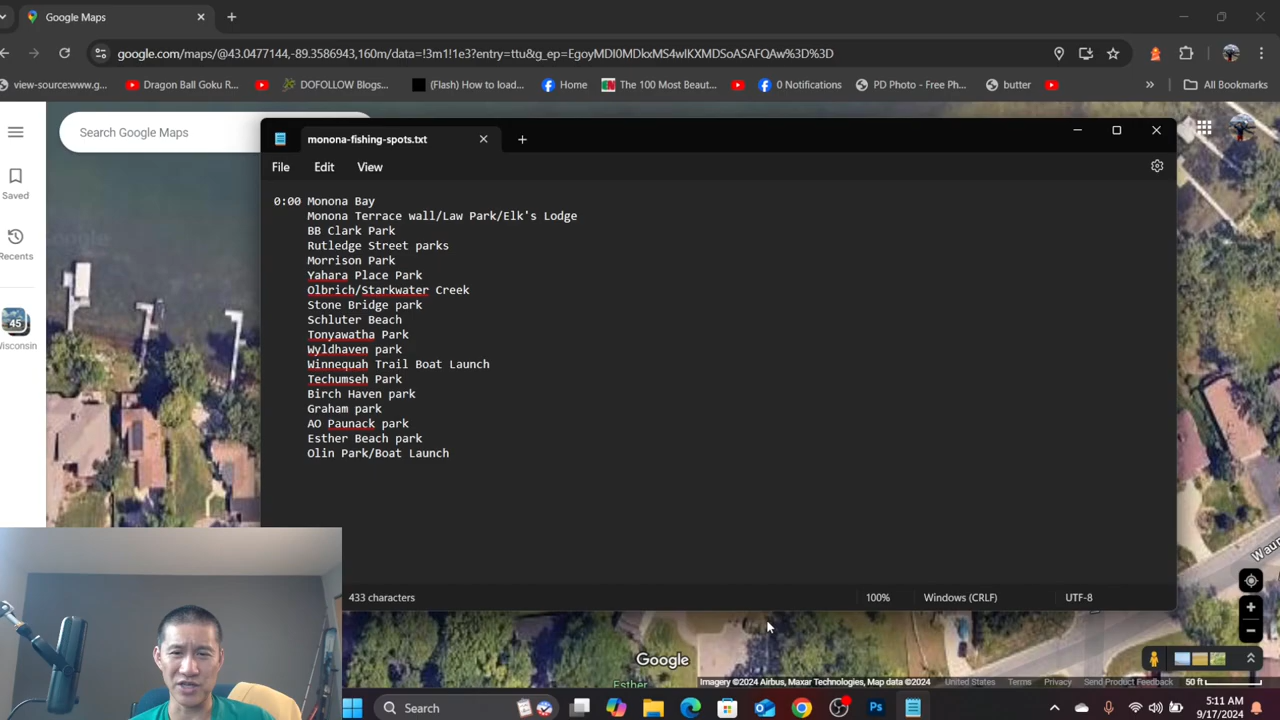 Google Maps
google.com/maps/@43.0477144,-89.3586943,160m/data=!3m1!1e3?entry=ttu&g_ep=EgoyMDI0MDkxMS4wIKXMDSoASAFQAw%3D%3D
view-source:www.g...
Dragon Ball Goku R...
DOFOLLOW Blogs...
(Flash) How to load...
Home
The 100 Most Beaut...
0 Notifications
PD Photo - Free Ph...
butter
»
All Bookmarks
Search Google Maps
Saved
Recents
45
Wisconsin
monona-fishing-spots.txt
File Edit View
0:00 Monona Bay
Monona Terrace wall/Law Park/Elk's Lodge
BB Clark Park
Rutledge Street parks
Morrison Park
Yahara Place Park
Olbrich/Starkwater Creek
Stone Bridge park
Schluter Beach
Tonyawatha Park
Wyldhaven park
Winnequah Trail Boat Launch
Techumseh Park
Birch Haven park
Graham park
AO Paunack park
Esther Beach park
Olin Park/Boat Launch
433 characters
100%
Windows (CRLF)
UTF-8
Google
Google
Esther
Imagery ©2024 Airbus, Maxar Technologies, Map data ©2024 United States Terms Privacy Send Product Feedback 50 ft
Search
5:11 AM
9/17/2024